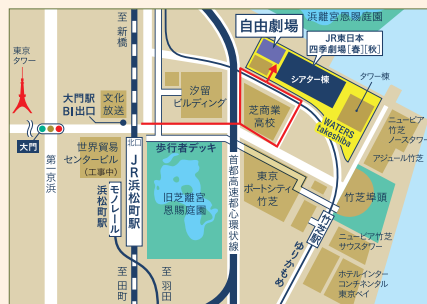 浜離宮恩賜庭園
至
新
橋
自由劇場
JR東日本
四季劇場[春][秋]
東京
タワー
シアター棟
タワー棟
大門駅
B1出口
文化
放送
汐留
ビルディング
芝商業
高校
WATERS
takeshiba
ニューピア
竹芝
ノースタワー
アジュール竹芝
大門
世界貿易
センタービル
(工事中)
北口
歩行者デッキ
第一京浜
モノレール
浜松町駅
JR浜松町駅
旧芝離宮
恩賜庭園
首都高速都心環状線
東京
ポートシティ
竹芝
竹芝駅
竹芝埠頭
ゆりかもめ
ニューピア竹芝
サウスタワー
ホテルインター
コンチネンタル
東京ベイ
至
田
町
至
羽
田